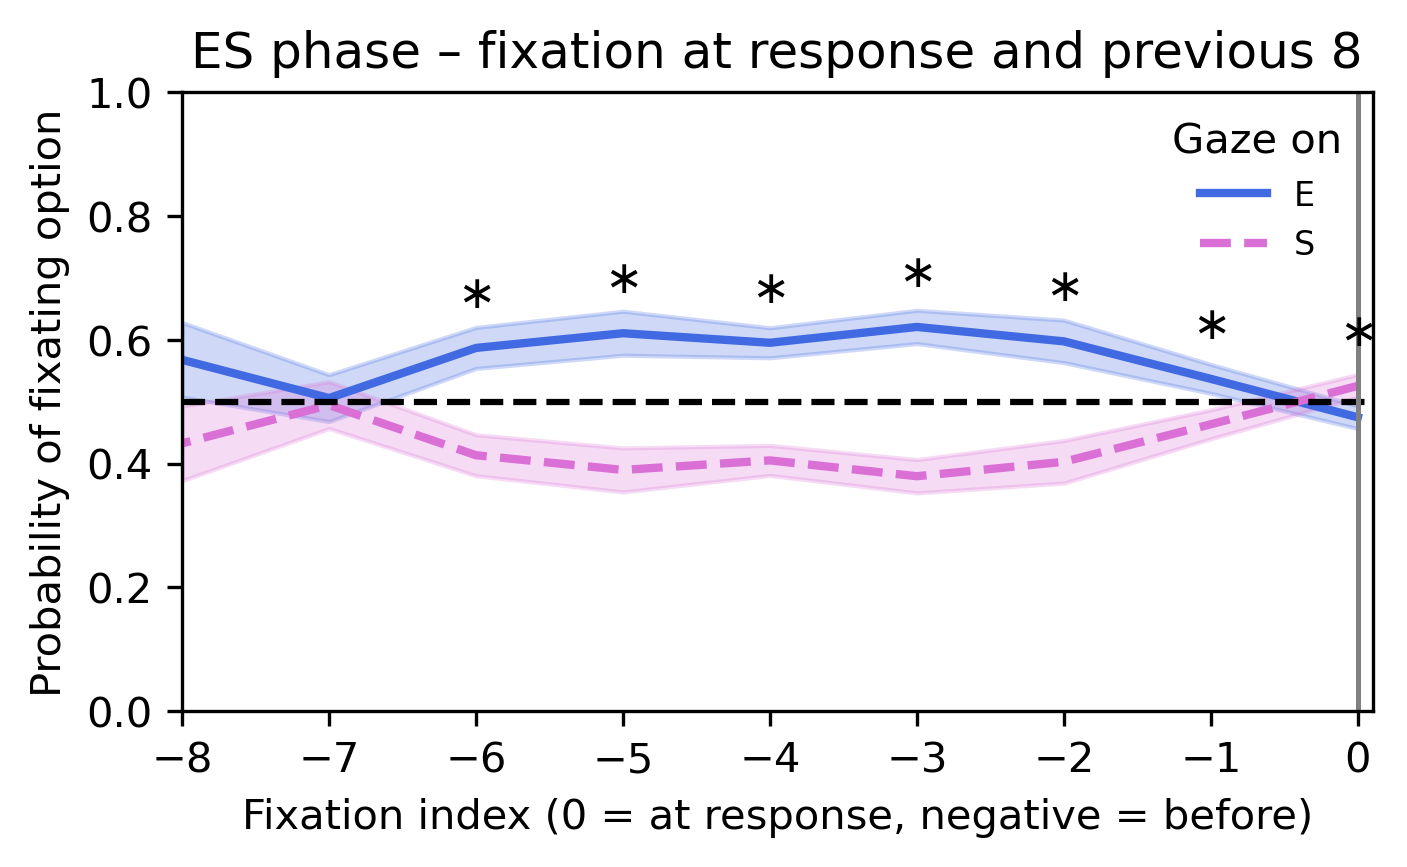 ES phase – fixation at response and previous 8
Probability of fixating option
1.0
0.8
0.6
0.4
0.2
0.0
Gaze on
E
S
* * * * * * *
−8 −7 −6 −5 −4 −3 −2 −1 0
Fixation index (0 = at response, negative = before)